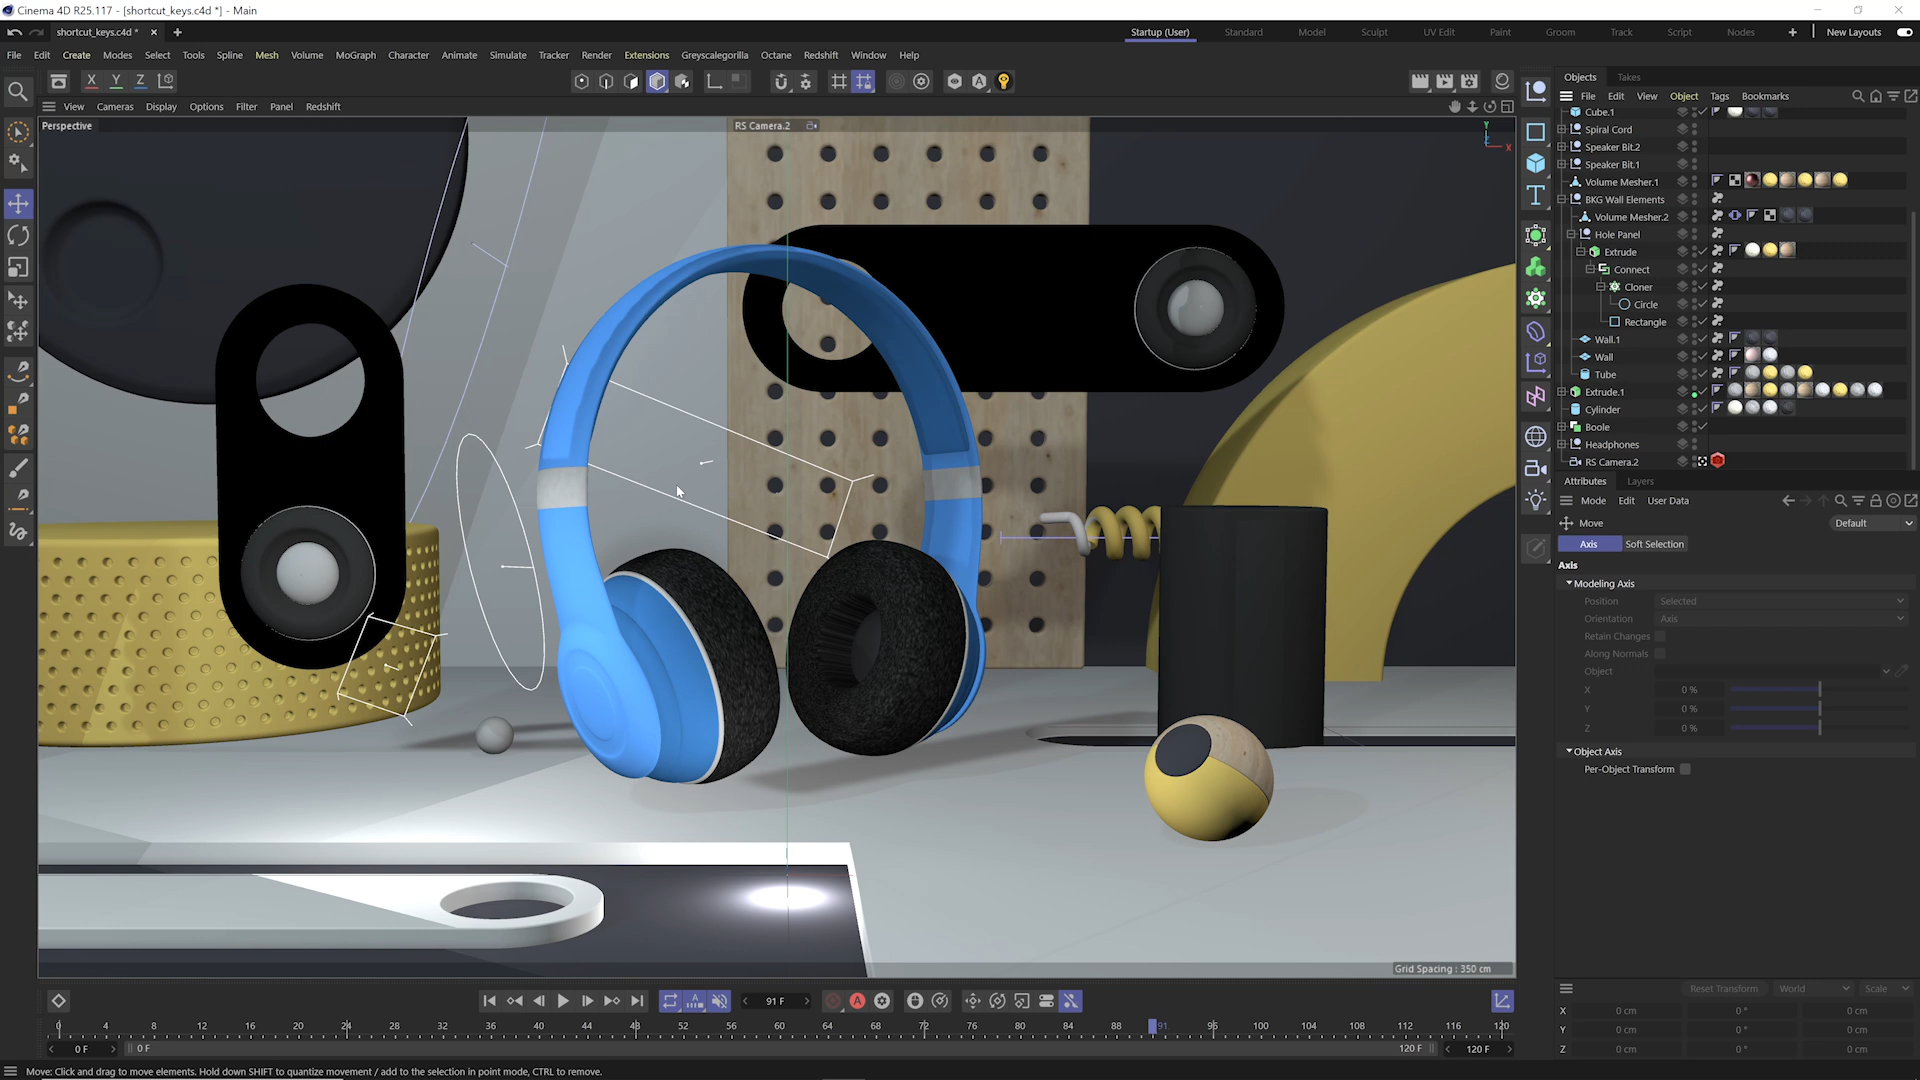 Cinema 4D R25.117 - [shortcut_keys.c4d *] - Main
shortcut_keys.c4d *
Startup (User) Standard Model Sculpt UV Edit Paint Groom Track Script Nodes New Layouts
File Edit Create Modes Select Tools Spline Mesh Volume MoGraph Character Animate Simulate Tracker Render Extensions Greyscalegorilla Octane Redshift Window Help
X Y Z
View Cameras Display Options Filter Panel Redshift
Perspective
RS Camera.2
Y
Z
X
Grid Spacing : 350 cm
Objects Takes
File Edit View Object Tags Bookmarks
Cube.1
Spiral Cord
Speaker Bit.2
Speaker Bit.1
Volume Mesher.1
BKG Wall Elements
Volume Mesher.2
Hole Panel
Extrude
Connect
Cloner
Circle
Rectangle
Wall.1
Wall
Tube
Extrude.1
Cylinder
Boole
Headphones
RS Camera.2
Attributes Layers
Mode Edit User Data
Move
Default
Axis Soft Selection
Axis
Modeling Axis
Position Selected
Orientation Axis
Retain Changes
Along Normals
Object
X 0 %
Y 0 %
Z 0 %
Object Axis
Per-Object Transform
91 F
0 4 8 12 16 20 24 28 32 36 40 44 48 52 56 60 64 68 72 76 80 84 88 91 96 100 104 108 112 116 120
0 F 0 F 120 F 120 F
Reset Transform World Scale
X 0 cm 0 ° 0 cm
Y 0 cm 0 ° 0 cm
Z 0 cm 0 ° 0 cm
Move: Click and drag to move elements. Hold down SHIFT to quantize movement / add to the selection in point mode, CTRL to remove.